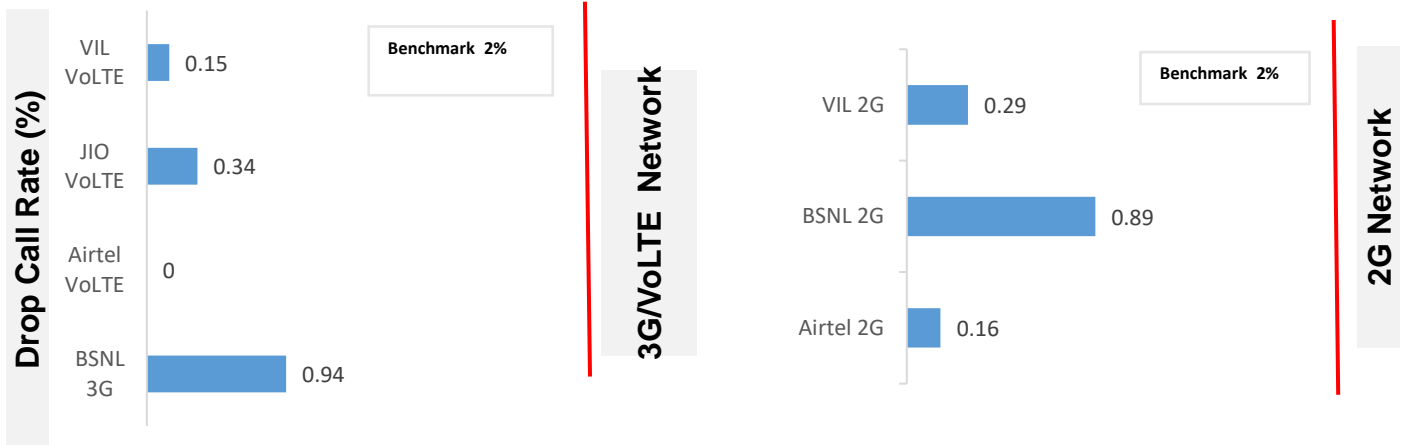 Drop Call Rate (%)
VIL
VoLTE
0.15
JIO
VoLTE
0.34
Airtel
VoLTE
0
BSNL
3G
0.94
Benchmark 2%
3G/VoLTE Network
VIL 2G
0.29
BSNL 2G
0.89
Airtel 2G
0.16
Benchmark 2%
2G Network